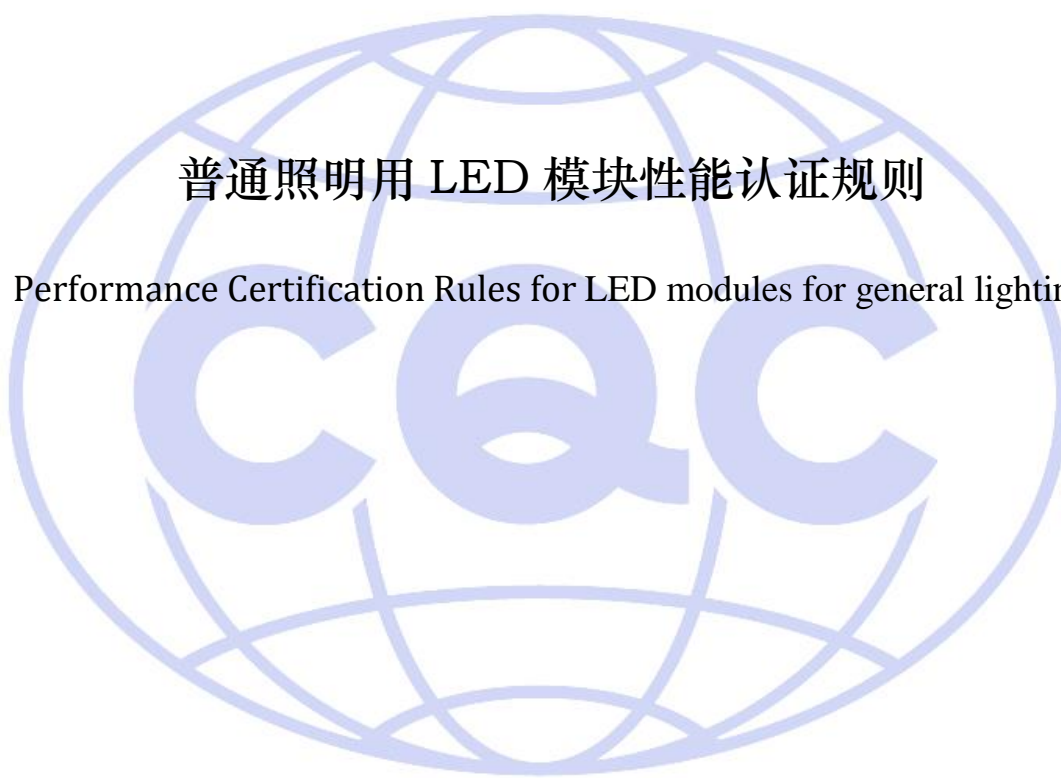 普通照明用 LED 模块性能认证规则
Performance Certification Rules for LED modules for general
CQC